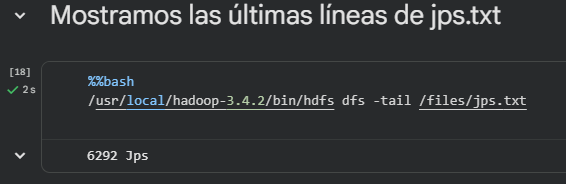 Mostramos las últimas líneas de jps.txt
[18]
2 s
%%bash
/usr/local/hadoop-3.4.2/bin/hdfs dfs -tail /files/jps.txt
6292 Jps